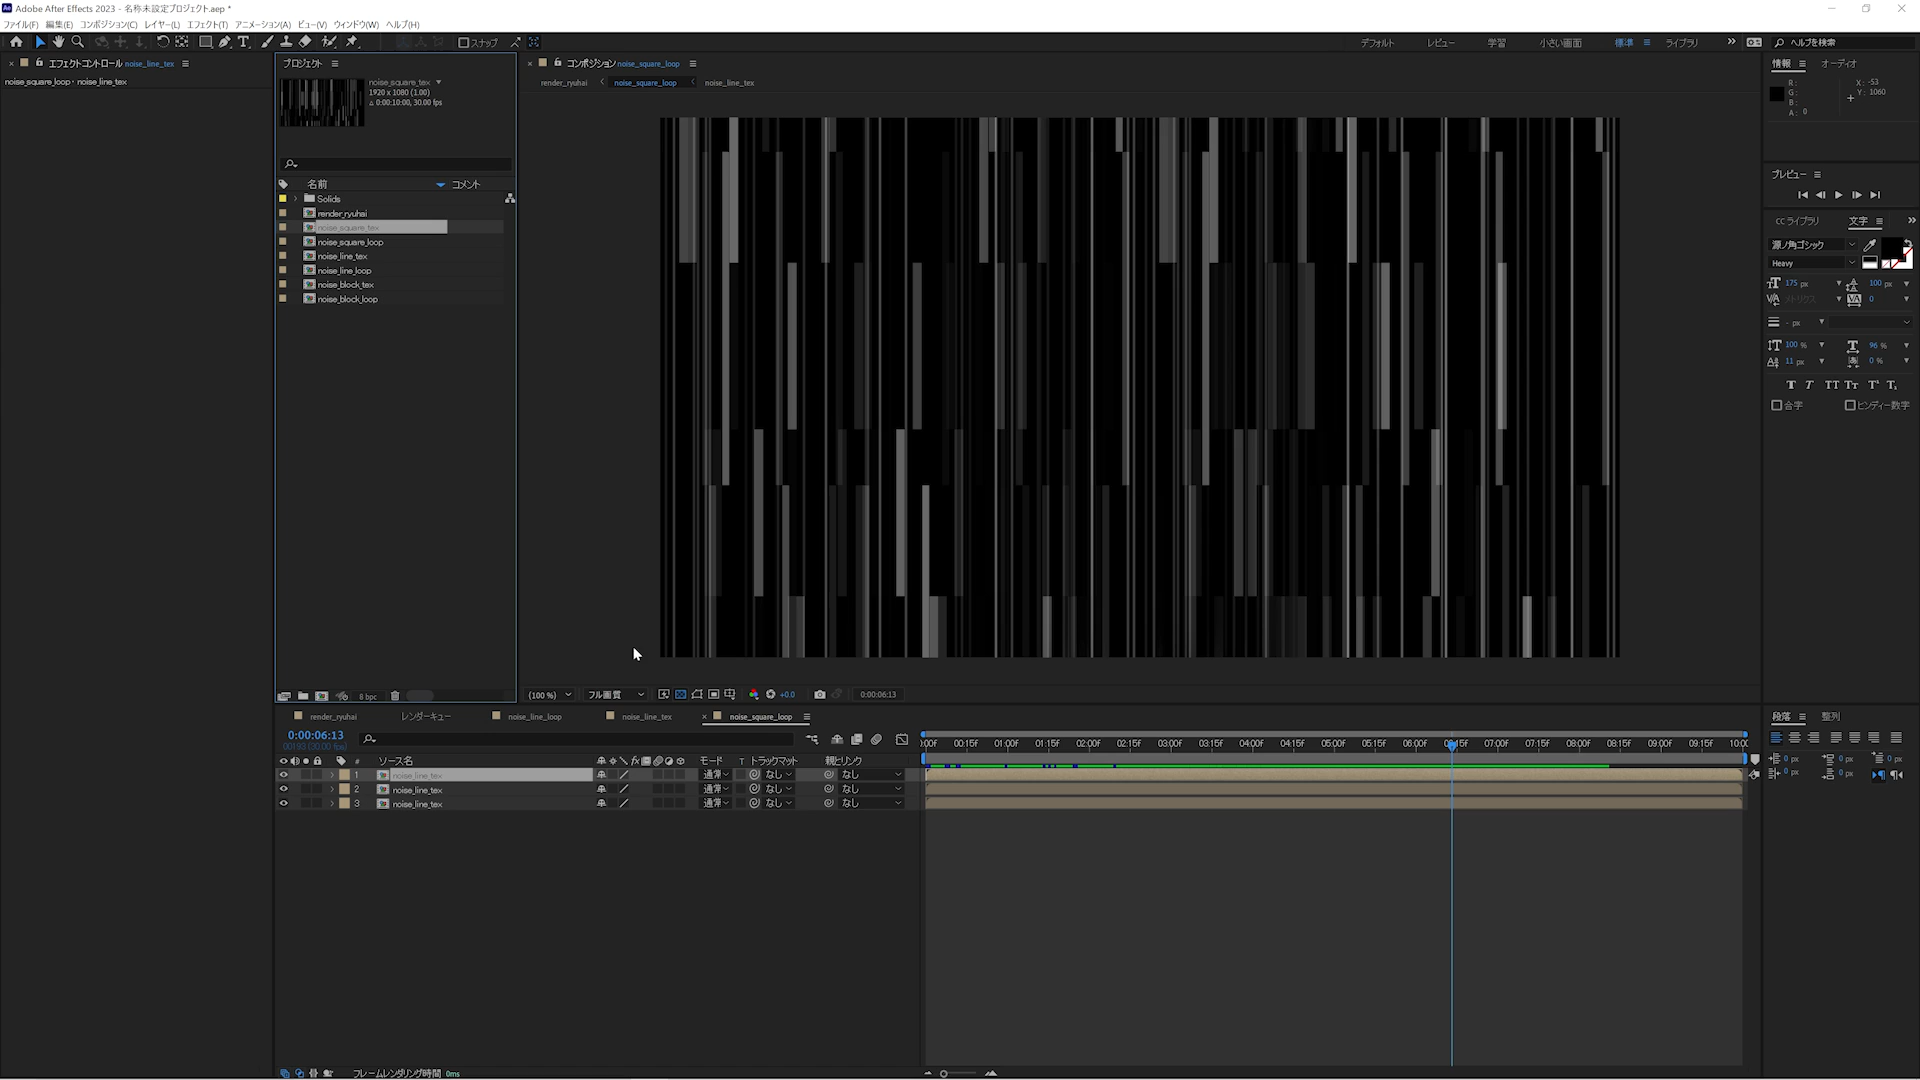 Adobe After Effects 2023 - 名称未設定プロジェクト.aep *
ファイル(F) 編集(E) コンポジション(C) レイヤー(L) エフェクト(T) アニメーション(A) ビュー(V) ウィンドウ(W) ヘルプ(H)
スナップ
デフォルト レビュー 学習 小さい画面 標準 ライブラリ ヘルプを検索
エフェクトコントロール noise_line_tex
noise_square_loop・noise_line_tex
プロジェクト
noise_square_tex
1920 x 1080 (1.00)
Δ 0:00:10:00, 30.00 fps
名前 コメント
Solids
render_ryuhai
noise_square_tex
noise_square_loop
noise_line_tex
noise_line_loop
noise_block_tex
noise_block_loop
8 bpc
コンポジション noise_square_loop
render_ryuhai noise_square_loop noise_line_tex
(100 %) フル画質 +0.0 0:00:06:13
情報 オーディオ
R :
G :
B :
A : 0
X : -53
Y : 1060
プレビュー
CC ライブラリ 文字
源ノ角ゴシック
Heavy
175 px 100 px
メトリクス 0
- px
100 % 96 %
11 px 0 %
合字 ヒンディー数字
render_ryuhai レンダーキュー noise_line_loop noise_line_tex noise_square_loop
0:00:06:13
00193 (30.00 fps)
# ソース名 モード T トラックマット 親とリンク
1 noise_line_tex 通常 なし なし
2 noise_line_tex 通常 なし なし
3 noise_line_tex 通常 なし なし
00f 00:15f 01:00f 01:15f 02:00f 02:15f 03:00f 03:15f 04:00f 04:15f 05:00f 05:15f 06:00f 06:15f 07:00f 07:15f 08:00f 08:15f 09:00f 09:15f 10:00
段落 整列
0 px 0 px 0 px
0 px 0 px
フレームレンダリング時間 0ms